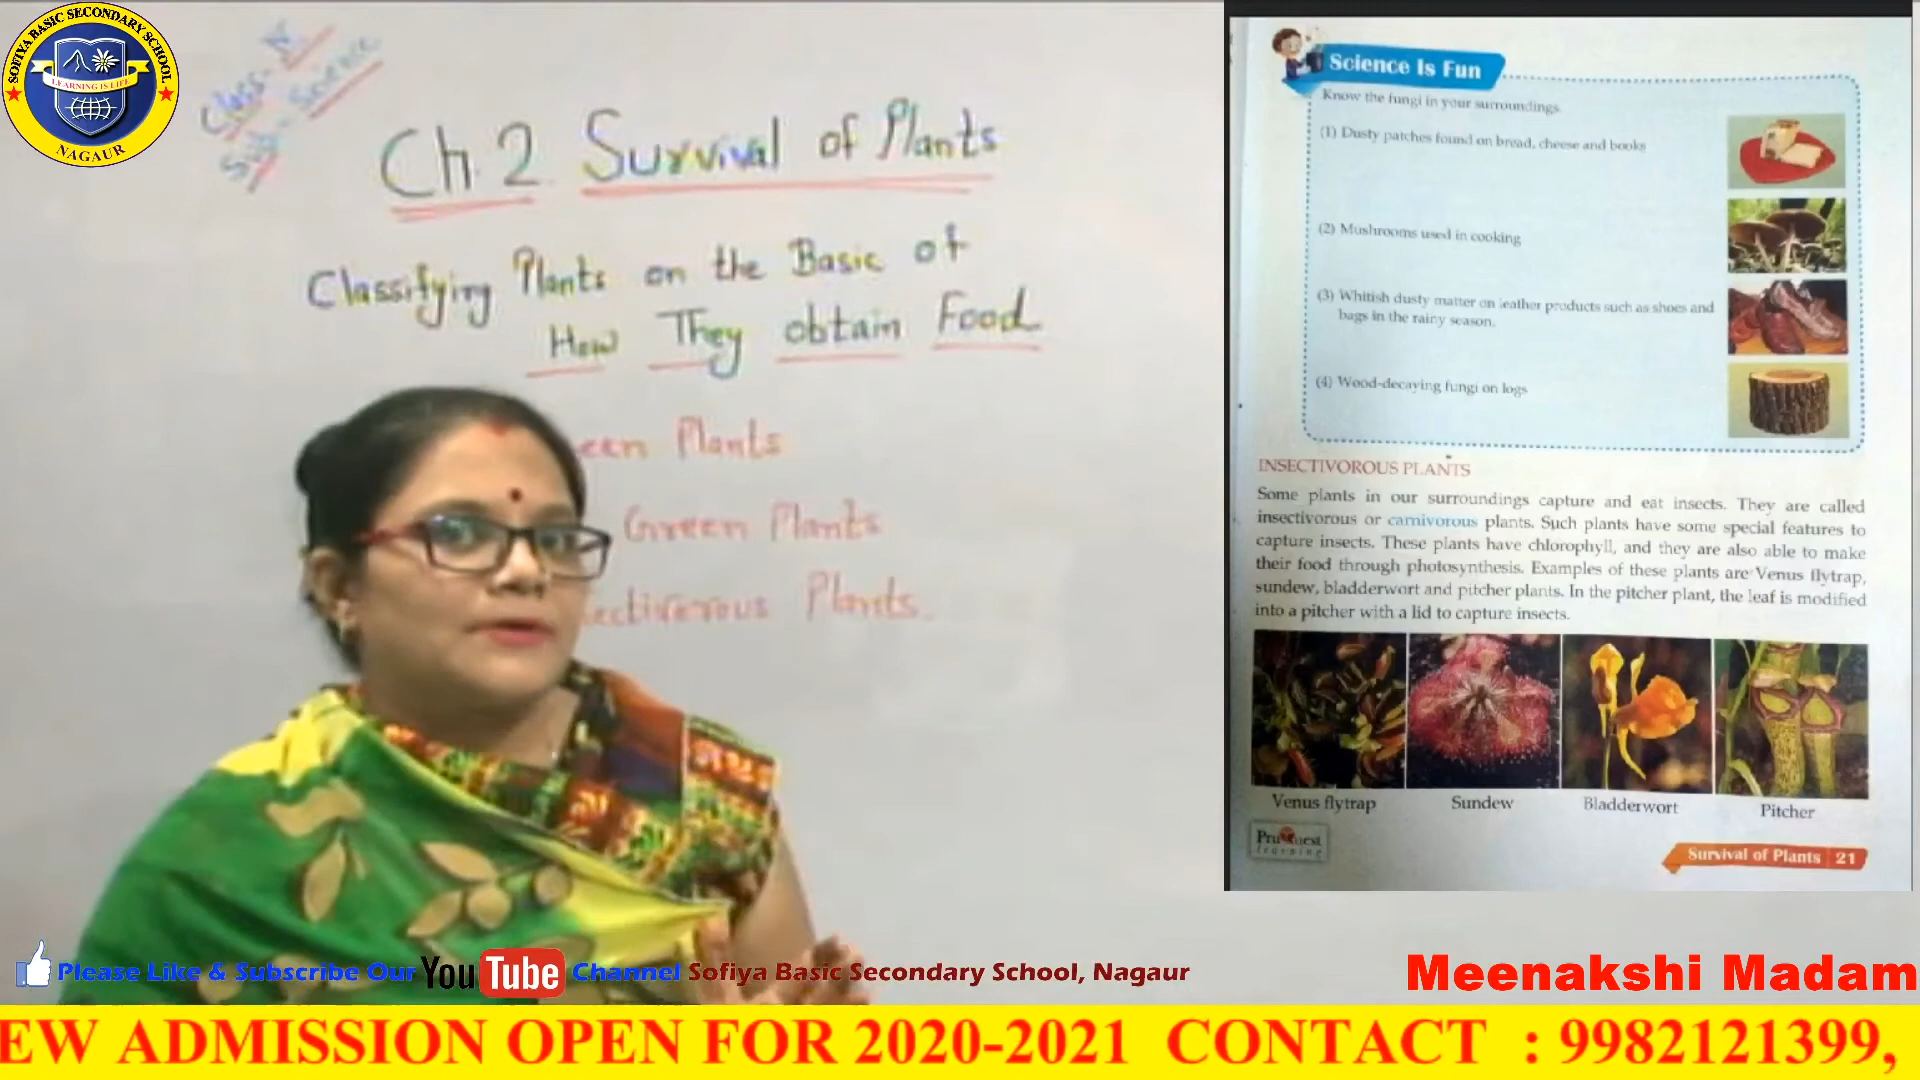 SOFIYA BASIC SECONDARY SCHOOL
LEARNING IS LIFE
NAGAUR
Class-
Sub - Science
Ch. 2 Survival of Plants
Classifying Plants on the Basic of
How They obtain Food
een Plants
Green Plants
ectivorous Plants.
Science Is Fun
Know the fungi in your surroundings.
(1) Dusty patches found on bread, cheese and books
(2) Mushrooms used in cooking
(3) Whitish dusty matter on leather products such as shoes and
bags in the rainy season.
(4) Wood-decaying fungi on logs
INSECTIVOROUS PLANTS
Some plants in our surroundings capture and eat insects. They are called
insectivorous or carnivorous plants. Such plants have some special features to
capture insects. These plants have chlorophyll, and they are also able to make
their food through photosynthesis. Examples of these plants are Venus flytrap,
sundew, bladderwort and pitcher plants. In the pitcher plant, the leaf is modified
into a pitcher with a lid to capture insects.
Venus flytrap
Sundew
Bladderwort
Pitcher
PruQuest
learning
Survival of Plants 21
Please Like & Subscribe Our YouTube Channel Sofiya Basic Secondary School, Nagaur
Meenakshi Madam
EW ADMISSION OPEN FOR 2020-2021 CONTACT : 9982121399,